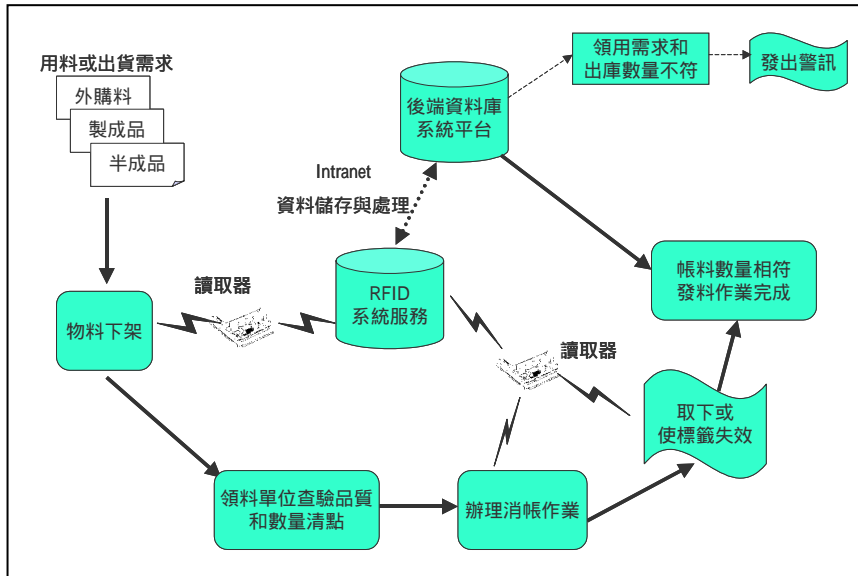 用料或出貨需求
外購料
製成品
半成品
後端資料庫
系統平台
領用需求和
出庫數量不符
發出警訊
Intranet
資料儲存與處理
讀取器
物料下架
RFID
系統服務
帳料數量相符
發料作業完成
讀取器
取下或
使標籤失效
領料單位查驗品質
和數量清點
辦理消帳作業